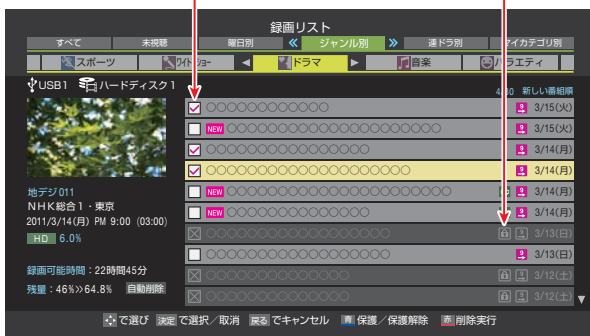 録画リスト
すべて 未視聴 曜日別 ジャンル別 連ドラ別 マイカテゴリ別
スポーツ ドラマ 音楽 バラエティ
USB1 ハードディスク1
新しい番組順
○○○○○○○○○○○○ 3/15(火)
NEW ○○○○○○○○○○○○○○○○○○○○○ 3/15(火)
○○○○○○○○○○○○○○○○ 3/14(月)
○○○○○○○○○○○○○○○○○○○○ 3/14(月)
地デジ011
NEW ○○○○○○○○○○○○○○○○○○○○○○ 3/14(月)
NHK総合1・東京
NEW ○○○○○○○○○○○○○○ 3/14(月)
2011/3/14(月) PM 9:00 (03:00)
HD 6.0%
○○○○○○○○○○○○○○○○○○ 3/13(日)
○○○○○○○○○○○○○○○○○○ 3/13(日)
録画可能時間:22時間45分
○○○○○○○○○○○○○○ 3/12(土)
残量:46%≫64.8% 自動削除
○○○○○○○○○○○○○○ 3/12(土)
で選び 決定 で選択/取消 戻る でキャンセル 青 保護/保護解除 赤 削除実行